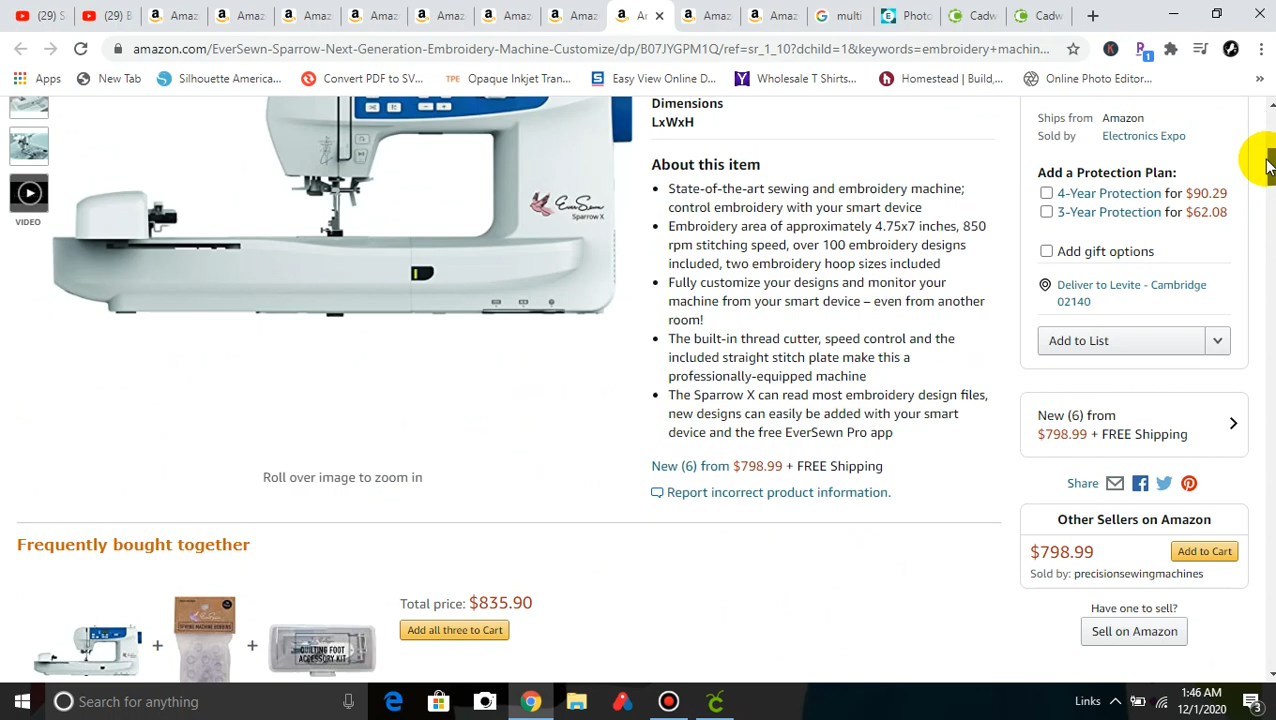 (29) S
(29) B
Amaz
Amaz
Amaz
Amaz
Amaz
Amaz
Amaz
Ar
Amaz
Amaz
multi
Photo
Cadw
Cadw
amazon.com/EverSewn-Sparrow-Next-Generation-Embroidery-Machine-Customize/dp/B07JYGPM1Q/ref=sr_1_10?dchild=1&keywords=embroidery+machin...
Apps
New Tab
Silhouette America...
Convert PDF to SV...
TPE Opaque Inkjet Tran...
Easy View Online D...
Wholesale T Shirts...
Homestead | Build,...
Online Photo Editor...
»
VIDEO
EverSewn
Sparrow X
Roll over image to zoom in
Dimensions
LxWxH
About this item
• State-of-the-art sewing and embroidery machine;
control embroidery with your smart device
• Embroidery area of approximately 4.75x7 inches, 850
rpm stitching speed, over 100 embroidery designs
included, two embroidery hoop sizes included
• Fully customize your designs and monitor your
machine from your smart device – even from another
room!
• The built-in thread cutter, speed control and the
included straight stitch plate make this a
professionally-equipped machine
• The Sparrow X can read most embroidery design files,
new designs can easily be added with your smart
device and the free EverSewn Pro app
New (6) from $798.99 + FREE Shipping
Report incorrect product information.
Ships from Amazon
Sold by Electronics Expo
Add a Protection Plan:
4-Year Protection for $90.29
3-Year Protection for $62.08
Add gift options
Deliver to Levite - Cambridge
02140
Add to List
New (6) from
$798.99 + FREE Shipping
Share
Other Sellers on Amazon
$798.99
Add to Cart
Sold by: precisionsewingmachines
Have one to sell?
Sell on Amazon
Frequently bought together
+
+
QUILTING FOOT
ACCESSORY KIT
Total price: $835.90
Add all three to Cart
Search for anything
Links
1:46 AM
12/1/2020
3